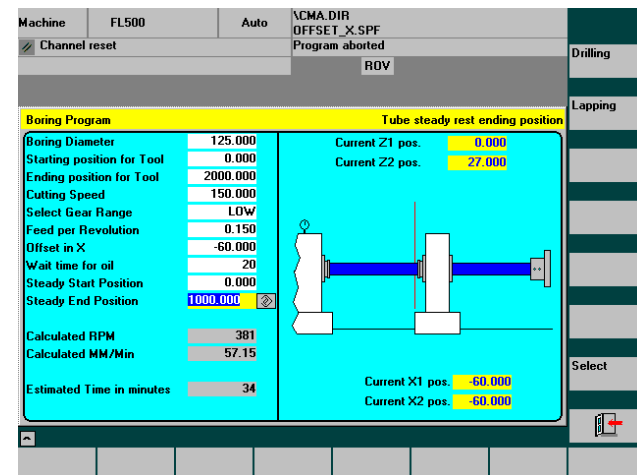 Machine FL500 Auto \CMA.DIR
OFFSET_X.SPF
Channel reset Program aborted
ROV
Drilling
Lapping
Boring Program Tube steady rest ending position
Boring Diameter 125.000 Current Z1 pos. 0.000
Starting position for Tool 0.000 Current Z2 pos. 27.000
Ending position for Tool 2000.000
Cutting Speed 150.000
Select Gear Range LOW
Feed per Revolution 0.150
Offset in X -60.000
Wait time for oil 20
Steady Start Position 0.000
Steady End Position 1000.000
Calculated RPM 381
Calculated MM/Min 57.15
Select
Estimated Time in minutes 34 Current X1 pos. -60.000
Current X2 pos. -60.000